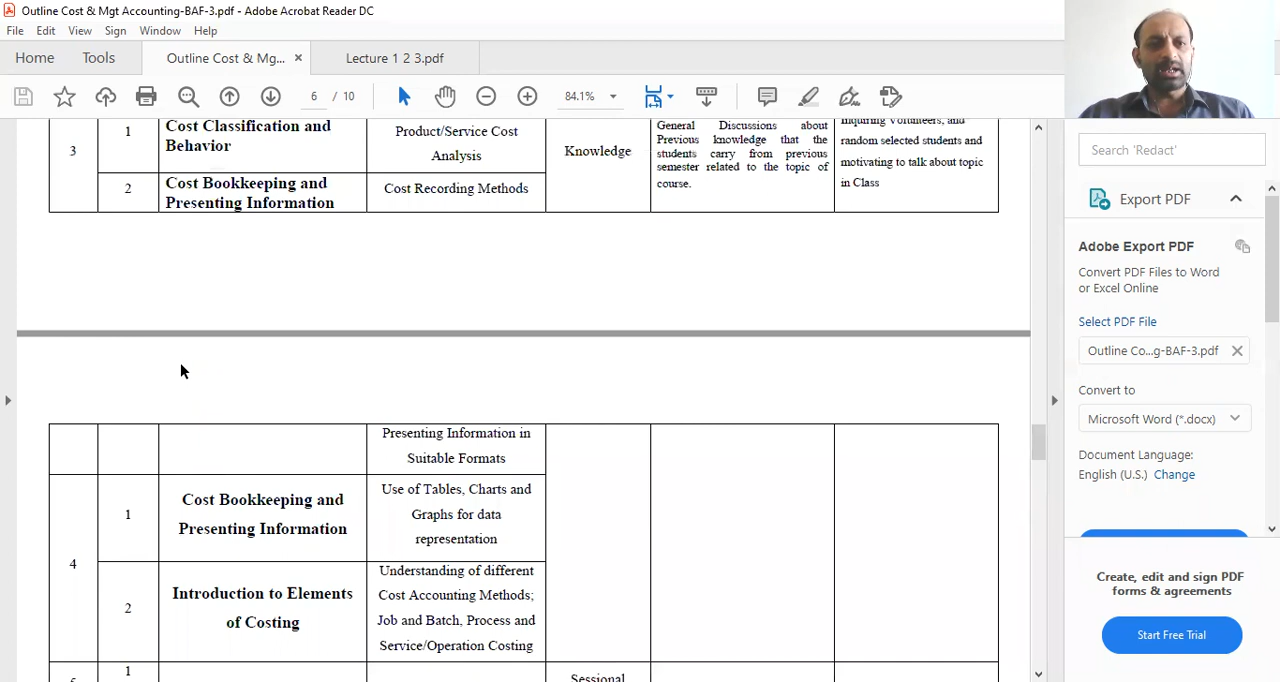 Outline Cost & Mgt Accounting-BAF-3.pdf - Adobe Acrobat Reader DC
File Edit View Sign Window Help
Home Tools Outline Cost & Mg... × Lecture 1 2 3.pdf
6 / 10 84.1%
3
1
Cost Classification and
Behavior
Product/Service Cost
Analysis
Knowledge
General Discussions about
Previous knowledge that the
students carry from previous
semester related to the topic of
course.
inquiring Volunteers, and
random selected students and
motivating to talk about topic
in Class
2
Cost Bookkeeping and
Presenting Information
Cost Recording Methods
Presenting Information in
Suitable Formats
4
1
Cost Bookkeeping and
Presenting Information
Use of Tables, Charts and
Graphs for data
representation
2
Introduction to Elements
of Costing
Understanding of different
Cost Accounting Methods;
Job and Batch, Process and
Service/Operation Costing
1
Sessional
Search 'Redact'
Export PDF
Adobe Export PDF
Convert PDF Files to Word
or Excel Online
Select PDF File
Outline Co...g-BAF-3.pdf
Convert to
Microsoft Word (*.docx)
Document Language:
English (U.S.) Change
Create, edit and sign PDF
forms & agreements
Start Free Trial